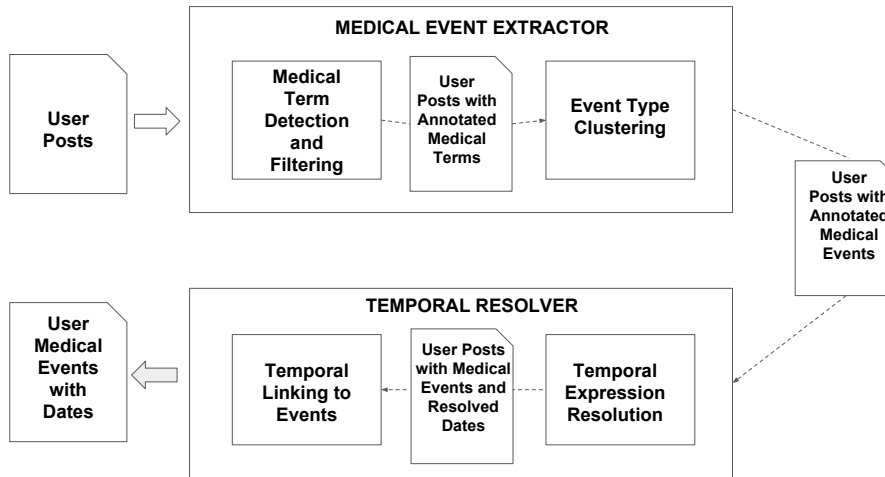 MEDICAL EVENT EXTRACTOR
User
Posts
Medical
Term
Detection
and
Filtering
User
Posts with
Annotated
Medical
Terms
Event Type
Clustering
User
Posts with
Annotated
Medical
Events
TEMPORAL RESOLVER
User
Medical
Events
with
Dates
Temporal
Linking to
Events
User Posts
with Medical
Events and
Resolved
Dates
Temporal
Expression
Resolution